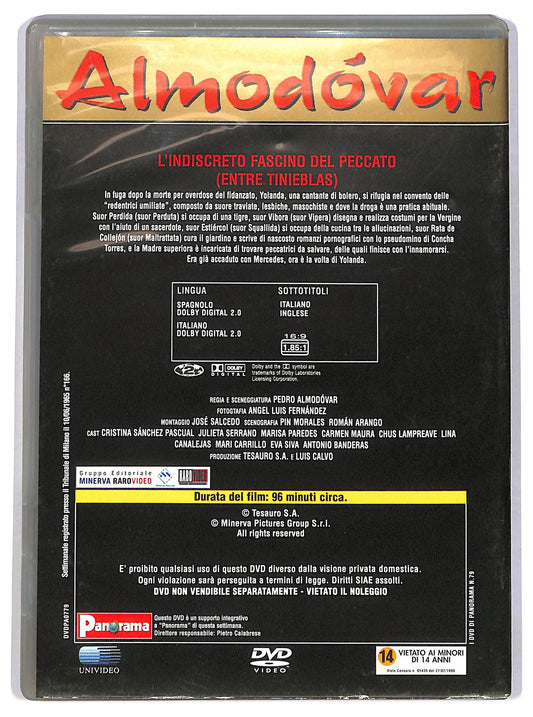 Almodóvar
L'INDISCRETO FASCINO DEL PECCATO
(ENTRE TINIEBLAS)
In fuga dopo la morte per overdose del fidanzato, Yolanda, una cantante di bolero, si rifugia nel convento delle
"redentrici umiliate", composto da suore traviate, lesbiche, masochiste e dove la droga è una pratica abituale.
Suor Perdida (suor Perduta) si occupa di una tigre, suor Vibora (suor Vipera) disegna e realizza costumi per la Vergine
con l'aiuto di un sacerdote, suor Estiércol (suor Squallida) si occupa della cucina tra le allucinazioni, suor Rata de
Collejón (suor Maltrattata) cura il giardino e scrive di nascosto romanzi pornografici con lo pseudomino di Concha
Torres, e la Madre superiora è incaricata di trovare peccatrici da salvare, delle quali finisce con l'innamorarsi.
Era già accaduto con Mercedes, ora è la volta di Yolanda.
LINGUA SOTTOTITOLI
SPAGNOLO ITALIANO
DOLBY DIGITAL 2.0 INGLESE
ITALIANO 16:9
DOLBY DIGITAL 2.0 1.85:1
2 DOLBY DIGITAL
Dolby and the DD symbol are
trademarks of Dolby Laboratories
Licensing Corporation.
REGIA E SCENEGGIATURA PEDRO ALMODÓVAR
FOTOGRAFIA ANGEL LUIS FERNÁNDEZ
MONTAGGIO JOSÉ SALCEDO SCENOGRAFIA PIN MORALES ROMÁN ARANGO
CAST CRISTINA SÁNCHEZ PASCUAL JULIETA SERRANO MARISA PAREDES CARMEN MAURA CHUS LAMPREAVE LINA
CANALEJAS MARI CARRILLO EVA SIVA ANTONIO BANDERAS
PRODUZIONE TESAURO S.A. E LUIS CALVO
Gruppo Editoriale
MINERVA RAROVIDEO
RAROVIDEO
Durata del film: 96 minuti circa.
© Tesauro S.A.
© Minerva Pictures Group S.r.l.
All rights reserved
E' proibito qualsiasi uso di questo DVD diverso dalla visione privata domestica.
Ogni violazione sarà perseguita a termini di legge. Diritti SIAE assolti.
DVD NON VENDIBILE SEPARATAMENTE - VIETATO IL NOLEGGIO
Panorama
Questo DVD è un supporto integrativo
a "Panorama" di questa settimana.
Direttore responsabile: Pietro Calabrese
UNIVIDEO
DVD
VIDEO
14 VIETATO AI MINORI
DI 14 ANNI
Settimanale registrato presso il Tribunale di Milano il 10/06/1965 n°166.
DVDPA0779
I DVD DI PANORAMA N.79